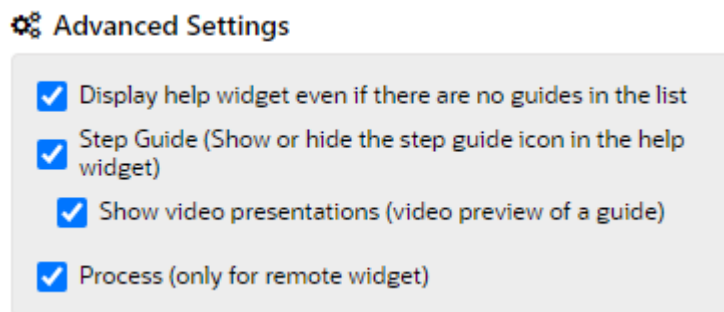 Advanced Settings
Display help widget even if there are no guides in the list
Step Guide (Show or hide the step guide icon in the help
widget)
Show video presentations (video preview of a guide)
Process (only for remote widget)